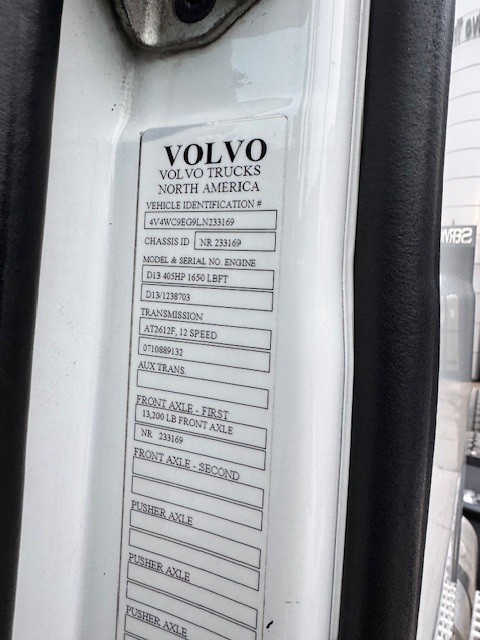 VOLVO
VOLVO TRUCKS
NORTH AMERICA
VEHICLE IDENTIFICATION #
4V4WC9EG9LN233169
CHASSIS ID NR 233169
MODEL & SERIAL NO. ENGINE
D13 405HP 1650 LBFT
D13/1238703
TRANSMISSION
AT2612F, 12 SPEED
0710889132
AUX TRANS.
FRONT AXLE - FIRST
13,200 LB FRONT AXLE
NR 233169
FRONT AXLE - SECOND
PUSHER AXLE
PUSHER AXLE
PUSHER AXLE